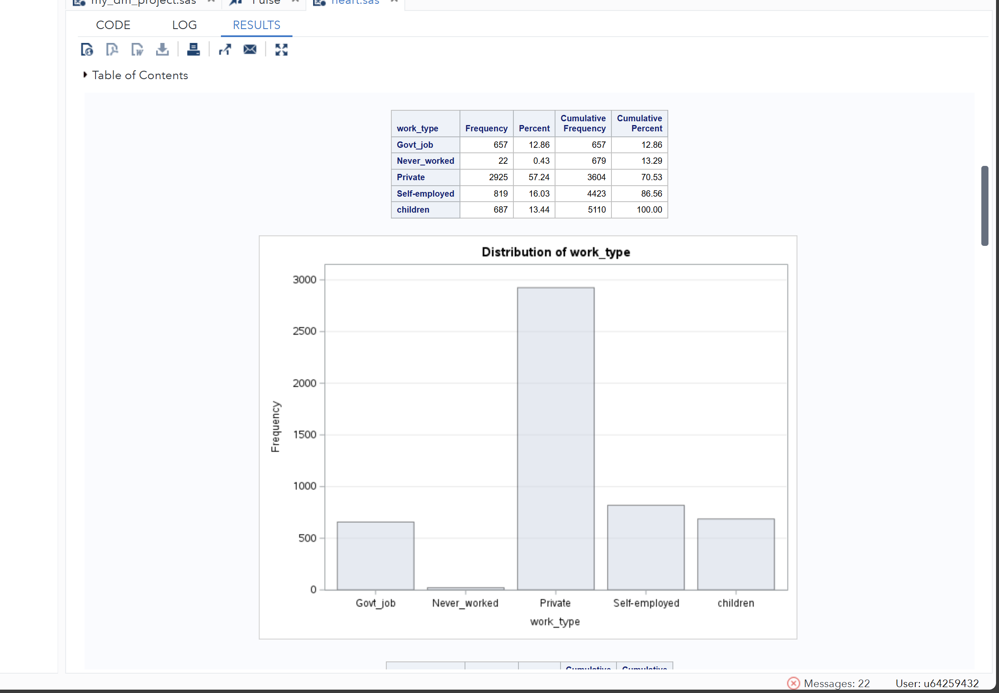 my_dm_project.sas Pulse heart.sas
CODE LOG RESULTS
Table of Contents
work_type Frequency Percent Cumulative Frequency Cumulative Percent
Govt_job 657 12.86 657 12.86
Never_worked 22 0.43 679 13.29
Private 2925 57.24 3604 70.53
Self-employed 819 16.03 4423 86.56
children 687 13.44 5110 100.00
Distribution of work_type
3000
2500
2000
1500
1000
500
0
Frequency
Govt_job Never_worked Private Self-employed children
work_type
Cumulative Cumulative
Messages: 22 User: u64259432